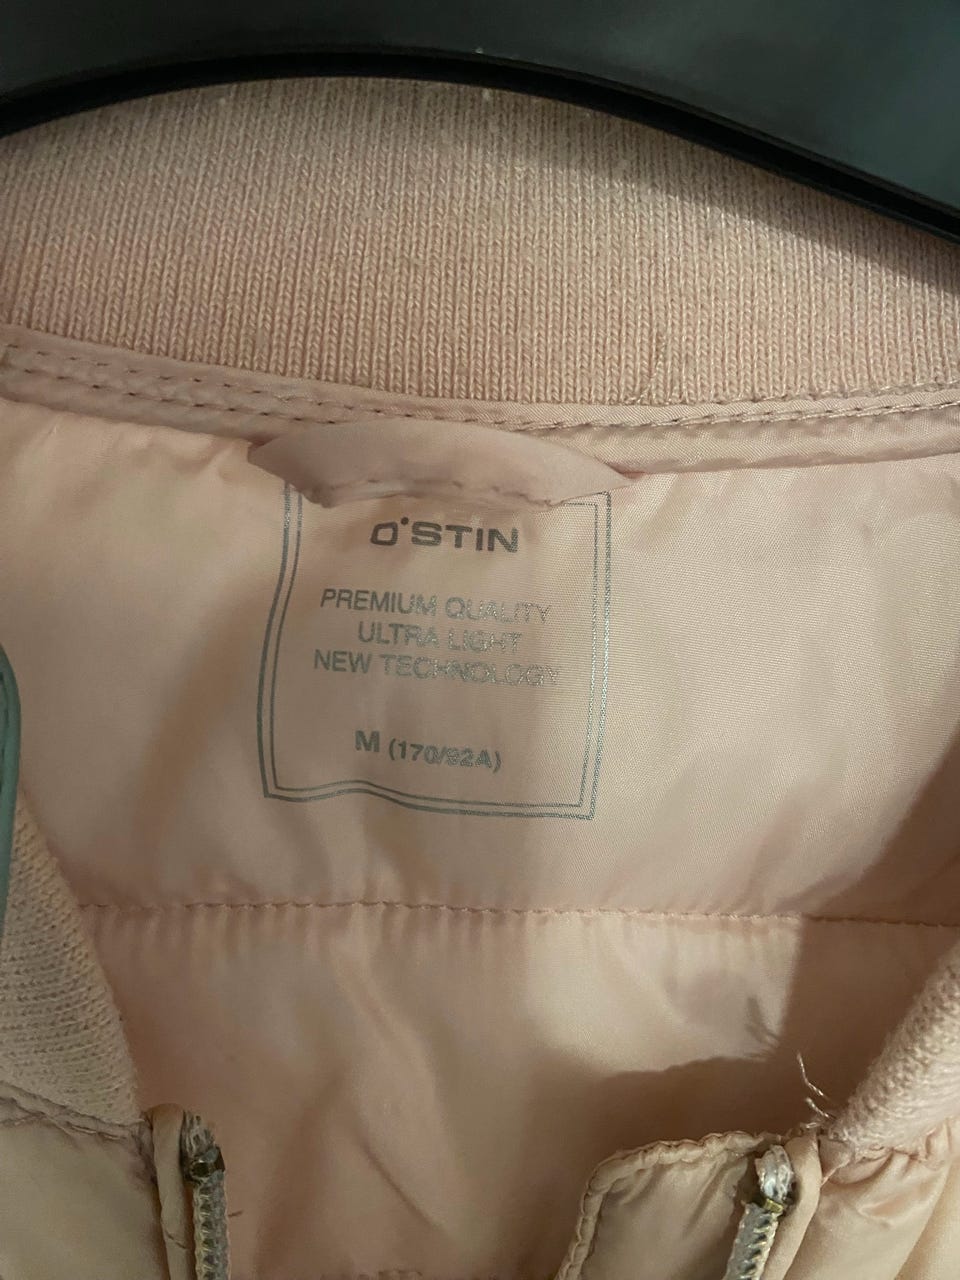 O'STIN
PREMIUM QUALITY
ULTRA LIGHT
NEW TECHNOLOGY
M (170/92A)